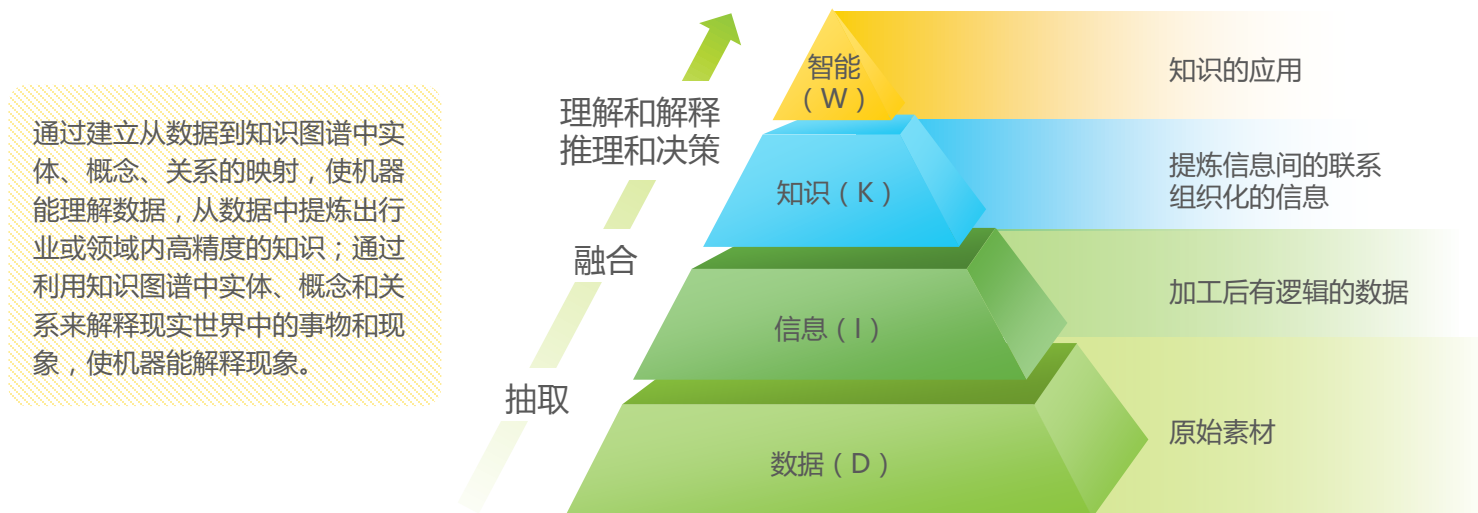 通过建立从数据到知识图谱中实
体、概念、关系的映射，使机器
能理解数据，从数据中提炼出行
业或领域内高精度的知识；通过
利用知识图谱中实体、概念和关
系来解释现实世界中的事物和现
象，使机器能解释现象。
理解和解释
推理和决策
融合
抽取
智能
（W）
知识（K）
信息（I）
数据（D）
知识的应用
提炼信息间的联系
组织化的信息
加工后有逻辑的数据
原始素材